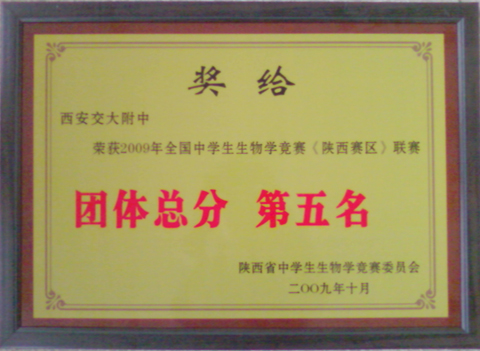 奖给
西安交大附中
荣获2009年全国中学生生物学竞赛《陕西赛区》联赛
团体总分 第五名
陕西省中学生生物学竞赛委员会
二〇〇九年十月